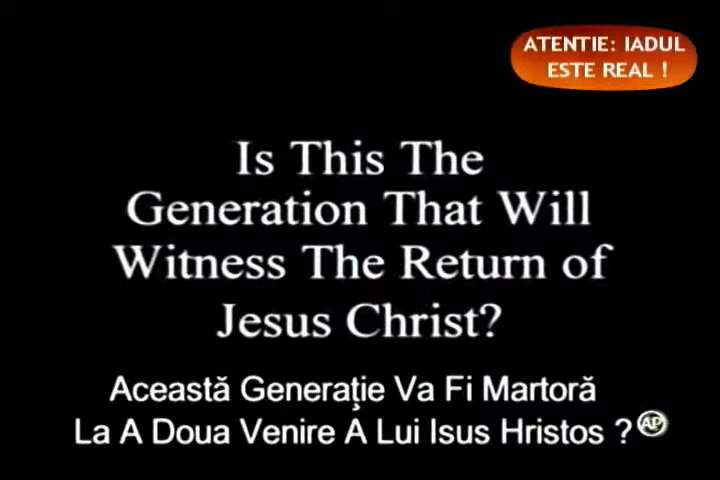 ATENTIE: IADUL
ESTE REAL !
Is This The
Generation That Will
Witness The Return of
Jesus Christ?
Această Generaţie Va Fi Martoră
La A Doua Venire A Lui Isus Hristos ?
AP